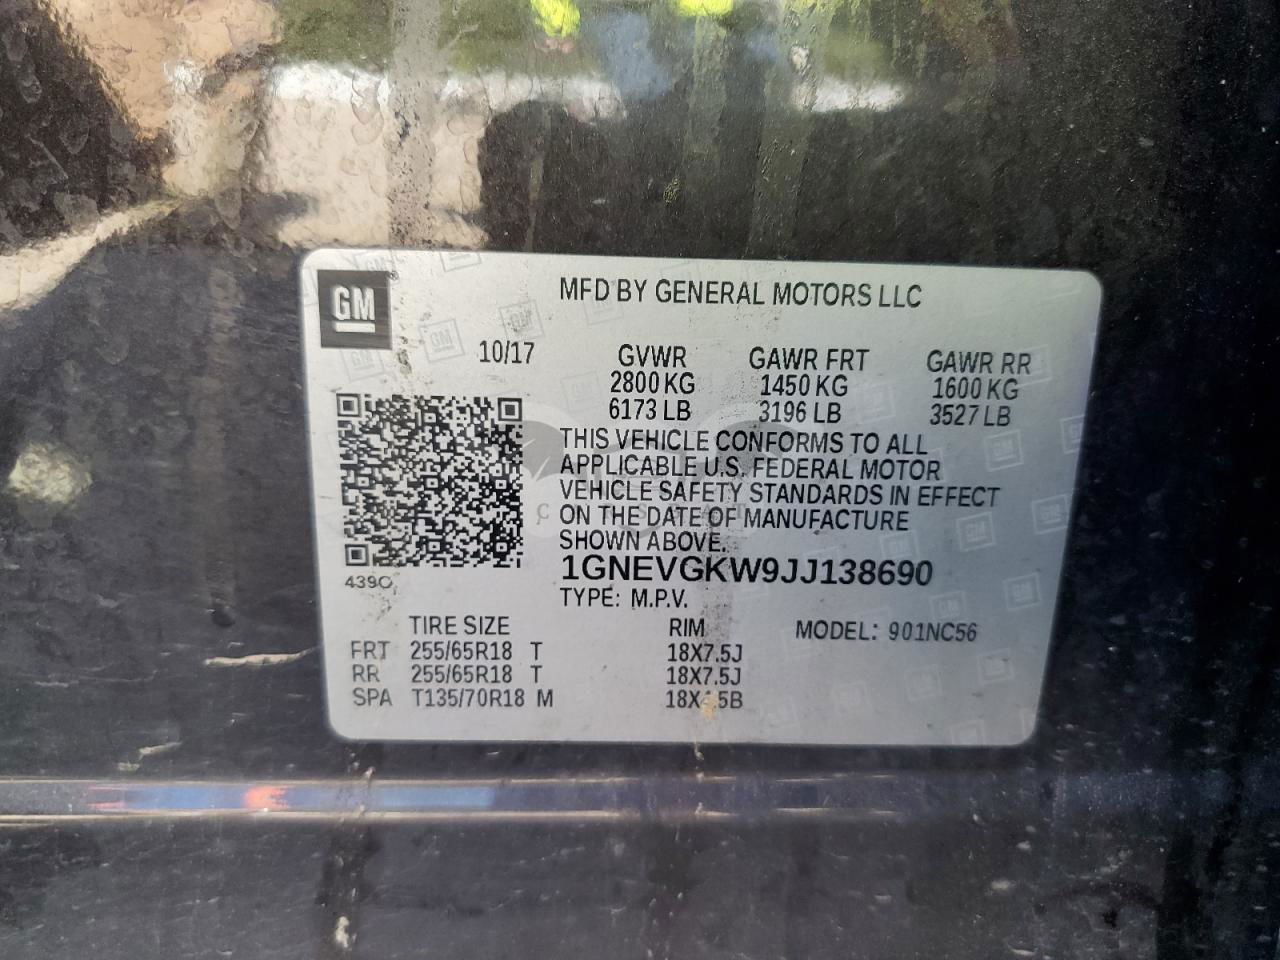 GM
MFD BY GENERAL MOTORS LLC
10/17 GVWR GAWR FRT GAWR RR
2800 KG 1450 KG 1600 KG
6173 LB 3196 LB 3527 LB
THIS VEHICLE CONFORMS TO ALL
APPLICABLE U.S. FEDERAL MOTOR
VEHICLE SAFETY STANDARDS IN EFFECT
ON THE DATE OF MANUFACTURE
SHOWN ABOVE.
439C
1GNEVGKW9JJ138690
TYPE: M.P.V.
TIRE SIZE RIM MODEL: 901NC56
FRT 255/65R18 T 18X7.5J
RR 255/65R18 T 18X7.5J
SPA T135/70R18 M 18X4.5B